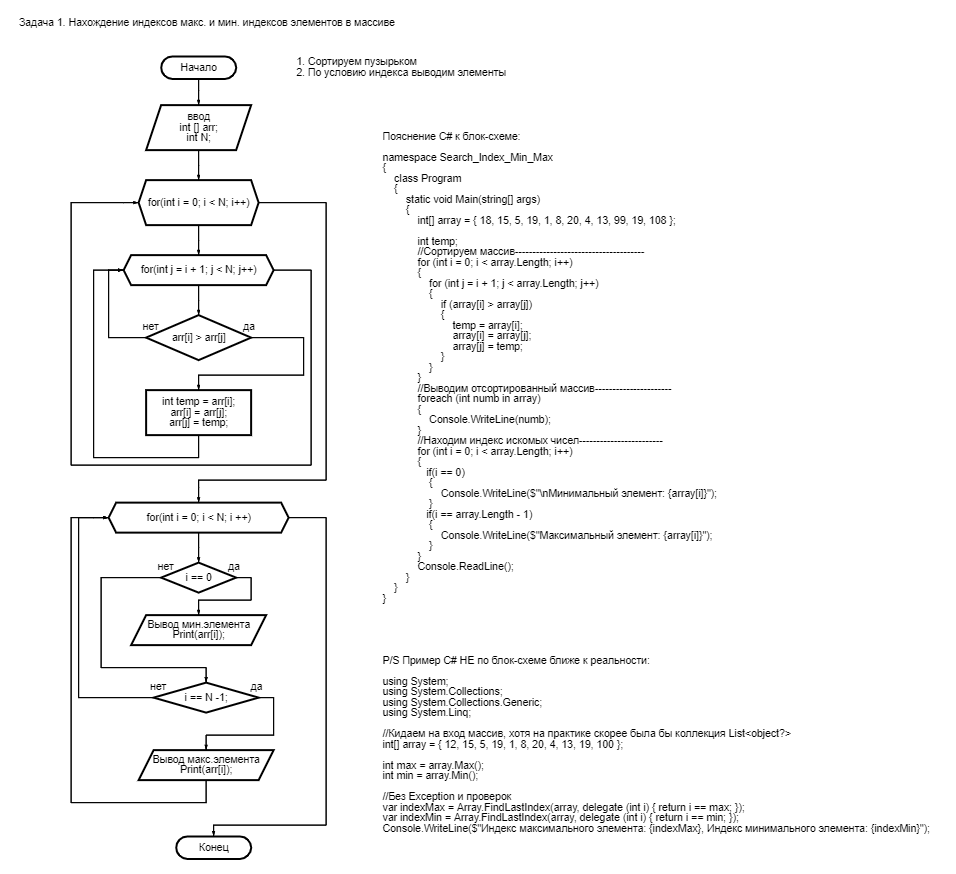 Задача 1. Нахождение индексов макс. и мин. индексов элементов в массиве
Начало
1. Сортируем пузырьком
2. По условию индекса выводим элементы
ввод
int [] arr;
int N;
for(int i = 0; i < N; i++)
for(int j = i + 1; j < N; j++)
нет
да
arr[i] > arr[j]
int temp = arr[i];
arr[i] = arr[j];
arr[j] = temp;
for(int i = 0; i < N; i ++)
нет
да
i == 0
Вывод мин.элемента
Print(arr[i]);
нет
да
i == N -1;
Вывод макс.элемента
Print(arr[i]);
Конец
Пояснение C# к блок-схеме:
namespace Search_Index_Min_Max
{
class Program
{
static void Main(string[] args)
{
int[] array = { 18, 15, 5, 19, 1, 8, 20, 4, 13, 99, 19, 108 };
int temp;
//Сортируем массив-----------------------------------
for (int i = 0; i < array.Length; i++)
{
for (int j = i + 1; j < array.Length; j++)
{
if (array[i] > array[j])
{
temp = array[i];
array[i] = array[j];
array[j] = temp;
}
}
}
//Выводим отсортированный массив---------------------
foreach (int numb in array)
{
Console.WriteLine(numb);
}
//Находим индекс искомых чисел-----------------------
for (int i = 0; i < array.Length; i++)
{
if(i == 0)
{
Console.WriteLine($"\nМинимальный элемент: {array[i]}");
}
if(i == array.Length - 1)
{
Console.WriteLine($"Максимальный элемент: {array[i]}");
}
}
Console.ReadLine();
}
}
}
P/S Пример C# НЕ по блок-схеме ближе к реальности:
using System;
using System.Collections;
using System.Collections.Generic;
using System.Linq;
//Кидаем на вход массив, хотя на практике скорее была бы коллекция List<object?>
int[] array = { 12, 15, 5, 19, 1, 8, 20, 4, 13, 19, 100 };
int max = array.Max();
int min = array.Min();
//Без Exception и проверок
var indexMax = Array.FindLastIndex(array, delegate (int i) { return i == max; });
var indexMin = Array.FindLastIndex(array, delegate (int i) { return i == min; });
Console.WriteLine($"Индекс максимального элемента: {indexMax}, Индекс минимального элемента: {indexMin}");